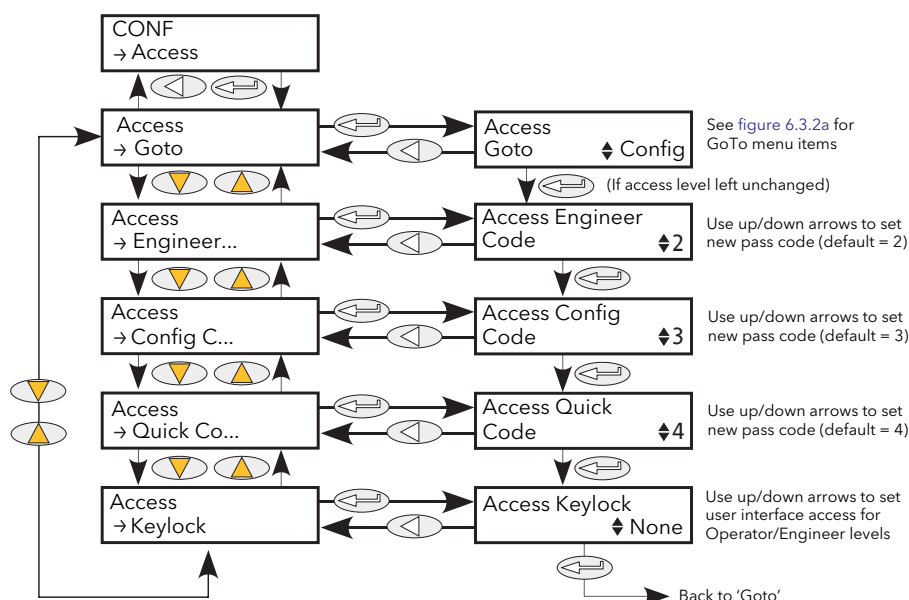 CONF
→ Access
Access
→ Goto
Access
Goto Config
See figure 6.3.2a for
GoTo menu items
(If access level left unchanged)
Access
→ Engineer...
Access Engineer
Code 2
Use up/down arrows to set
new pass code (default = 2)
Access
→ Config C...
Access Config
Code 3
Use up/down arrows to set
new pass code (default = 3)
Access
→ Quick Co...
Access Quick
Code 4
Use up/down arrows to set
new pass code (default = 4)
Access
→ Keylock
Access Keylock
None
Use up/down arrows to set
user interface access for
Operator/Engineer levels
Back to ‘Goto’